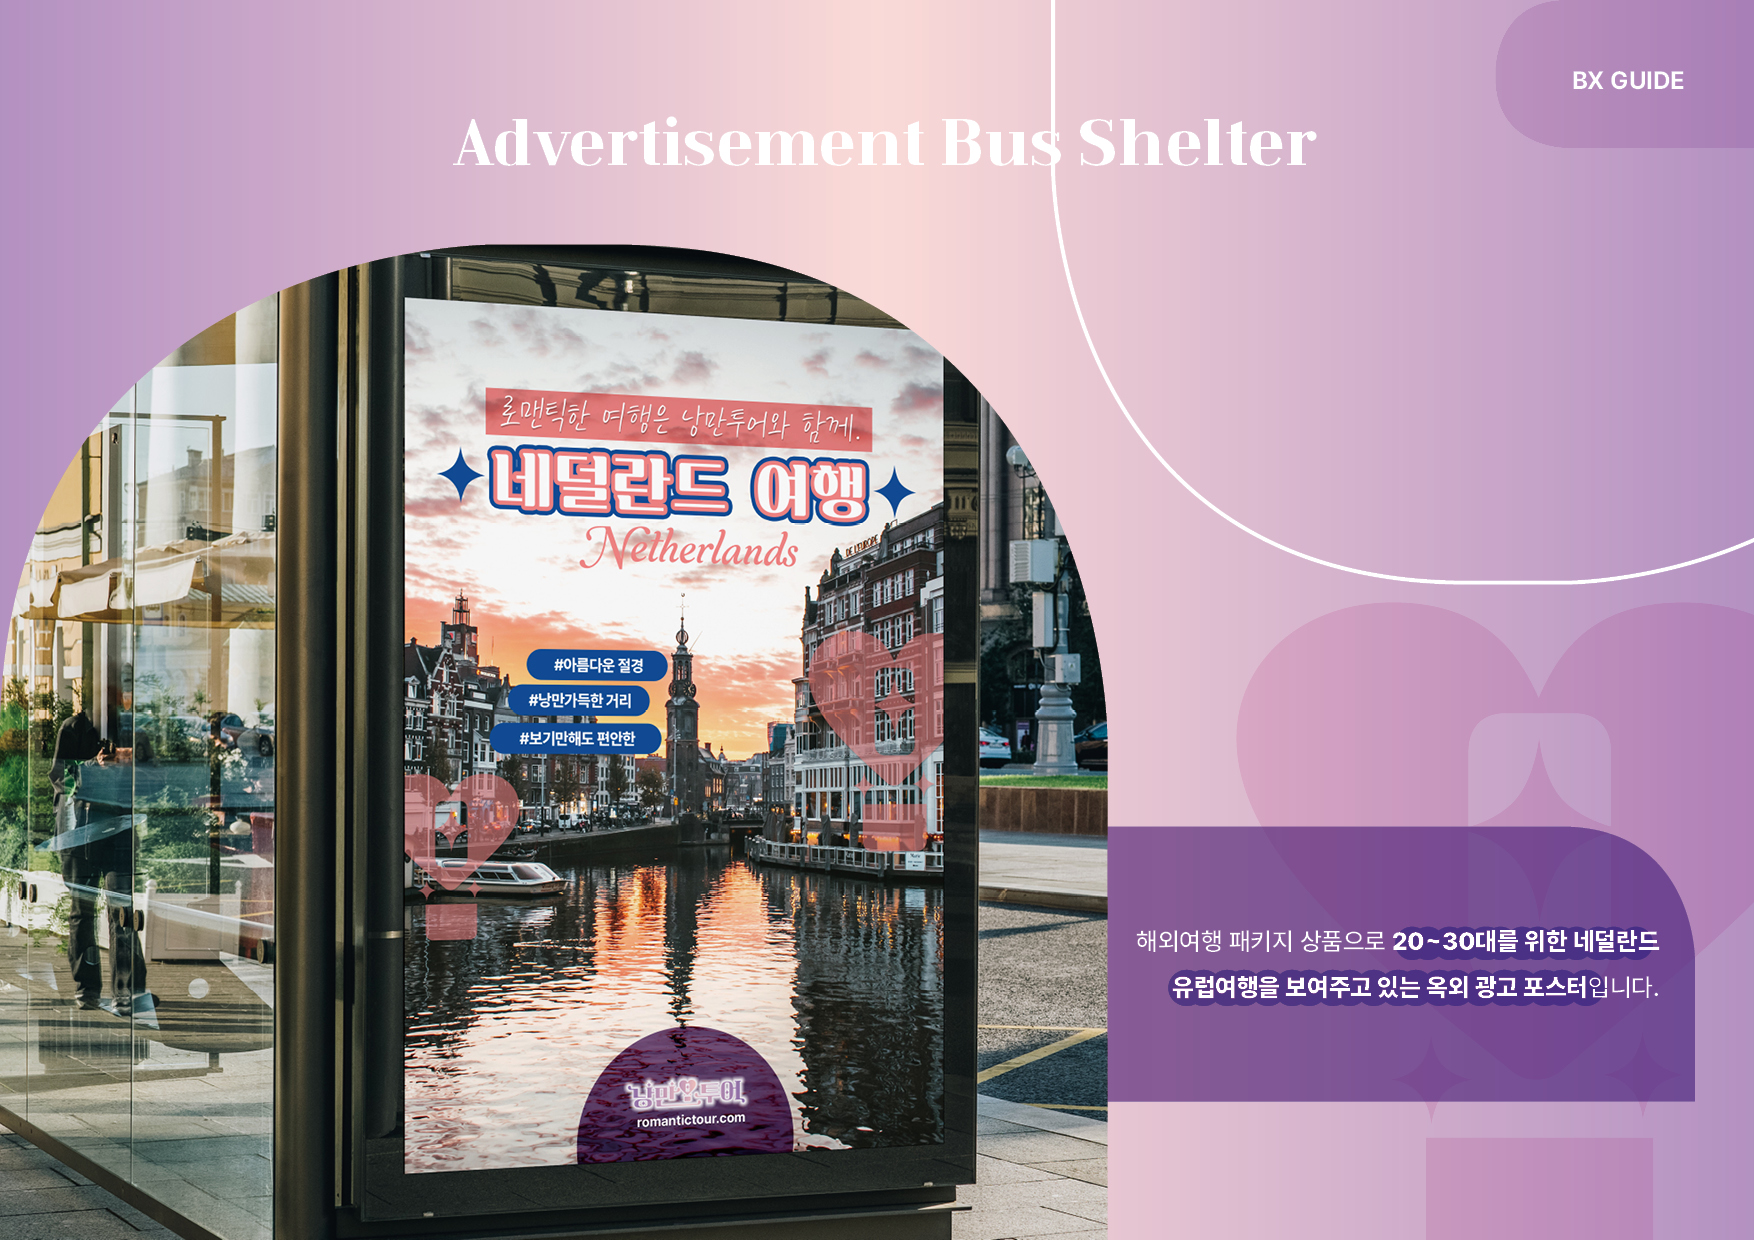 BX GUIDE
Advertisement Bus Shelter
로맨틱한 여행은 낭만투어와 함께.
네덜란드 여행
Netherlands
DE L'EUROPE
#아름다운 절경
#낭만가득한 거리
#보기만해도 편안한
낭만투어
romantictour.com
해외여행 패키지 상품으로 20~30대를 위한 네덜란드
유럽여행을 보여주고 있는 옥외 광고 포스터입니다.